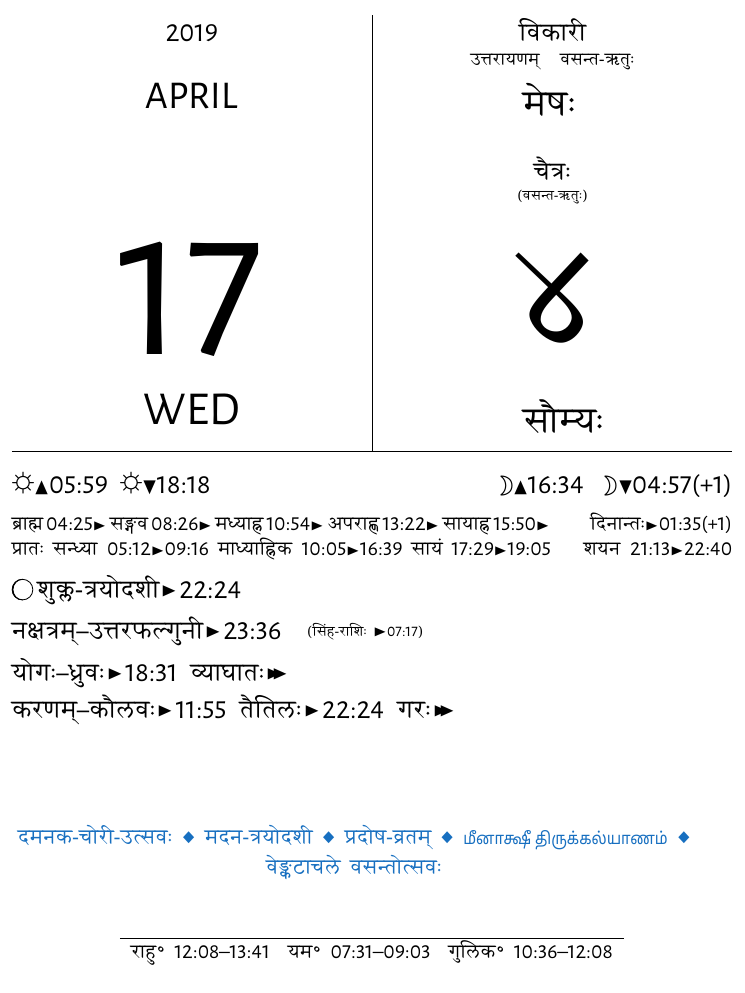 2019
APRIL
17
WED
विकारी
उत्तरायणम् वसन्त-ऋतुः
मेषः
चैत्रः
(वसन्त-ऋतुः)
४
सौम्यः
☼▲05:59 ☼▼18:18 ☽▲16:34 ☽▼04:57(+1)
ब्राह्म 04:25► सङ्गव 08:26► मध्याह्न 10:54► अपराह्ण 13:22► सायाह्न 15:50► दिनान्तः►01:35(+1)
प्रातः सन्ध्या 05:12►09:16 माध्याह्निक 10:05►16:39 सायं 17:29►19:05 शयन 21:13►22:40
◯शुक्ल-त्रयोदशी►22:24
नक्षत्रम्–उत्तरफल्गुनी►23:36 (सिंह-राशिः ►07:17)
योगः–ध्रुवः►18:31 व्याघातः►►
करणम्–कौलवः►11:55 तैतिलः►22:24 गरः►►
दमनक-चोरी-उत्सवः ◆ मदन-त्रयोदशी ◆ प्रदोष-व्रतम् ◆ மீனாக்ஷீ திருக்கல்யாணம் ◆
वेङ्कटाचले वसन्तोत्सवः
राहु° 12:08–13:41 यम° 07:31–09:03 गुलिक° 10:36–12:08